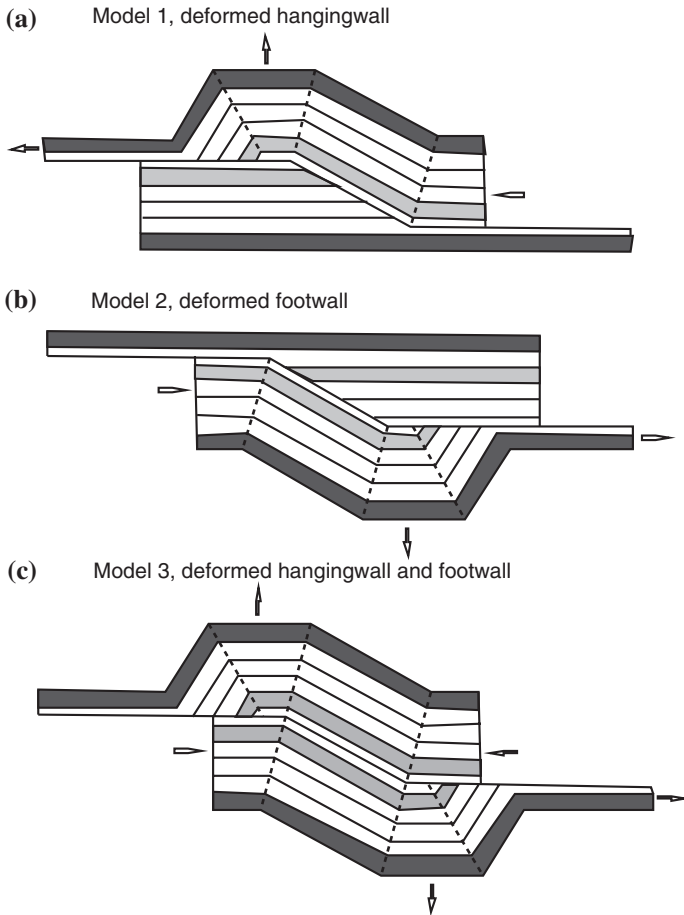 (a) Model 1, deformed hangingwall
(b) Model 2, deformed footwall
(c) Model 3, deformed hangingwall and footwall